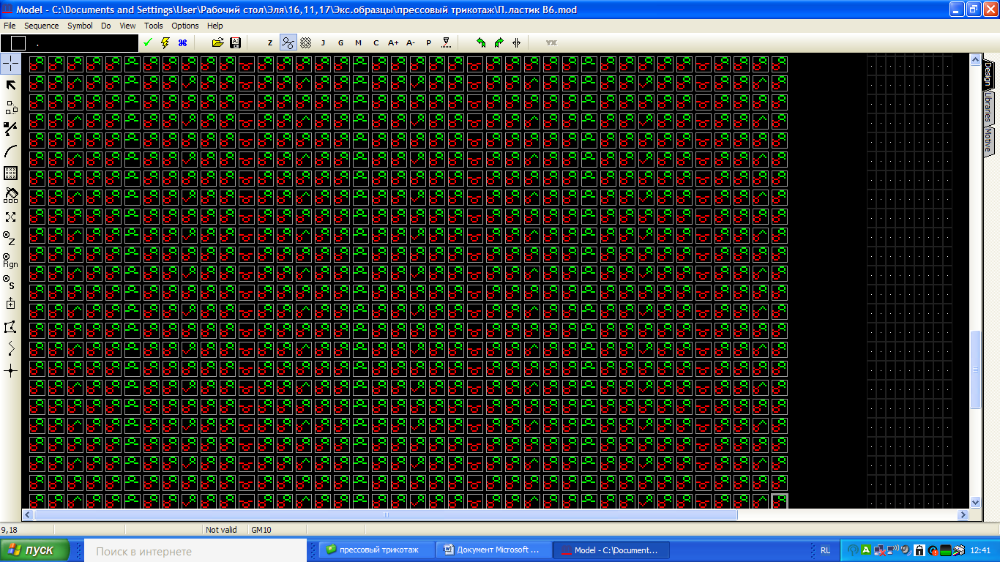 Model - C:\Documents and Settings\User\Рабочий стол\Эля\16,11,17\Экс.образцы\прессовый трикотаж\П.ластик В6.mod
File Sequence Symbol Do View Tools Options Help
. Z J G M C A+ A- P YX
Design
Libraries
Motive
Z
Rgn
S
9,18 Not valid GM10
пуск Поиск в интернете прессовый трикотаж Документ Microsoft ... Model - C:\Document... RU A 12:41